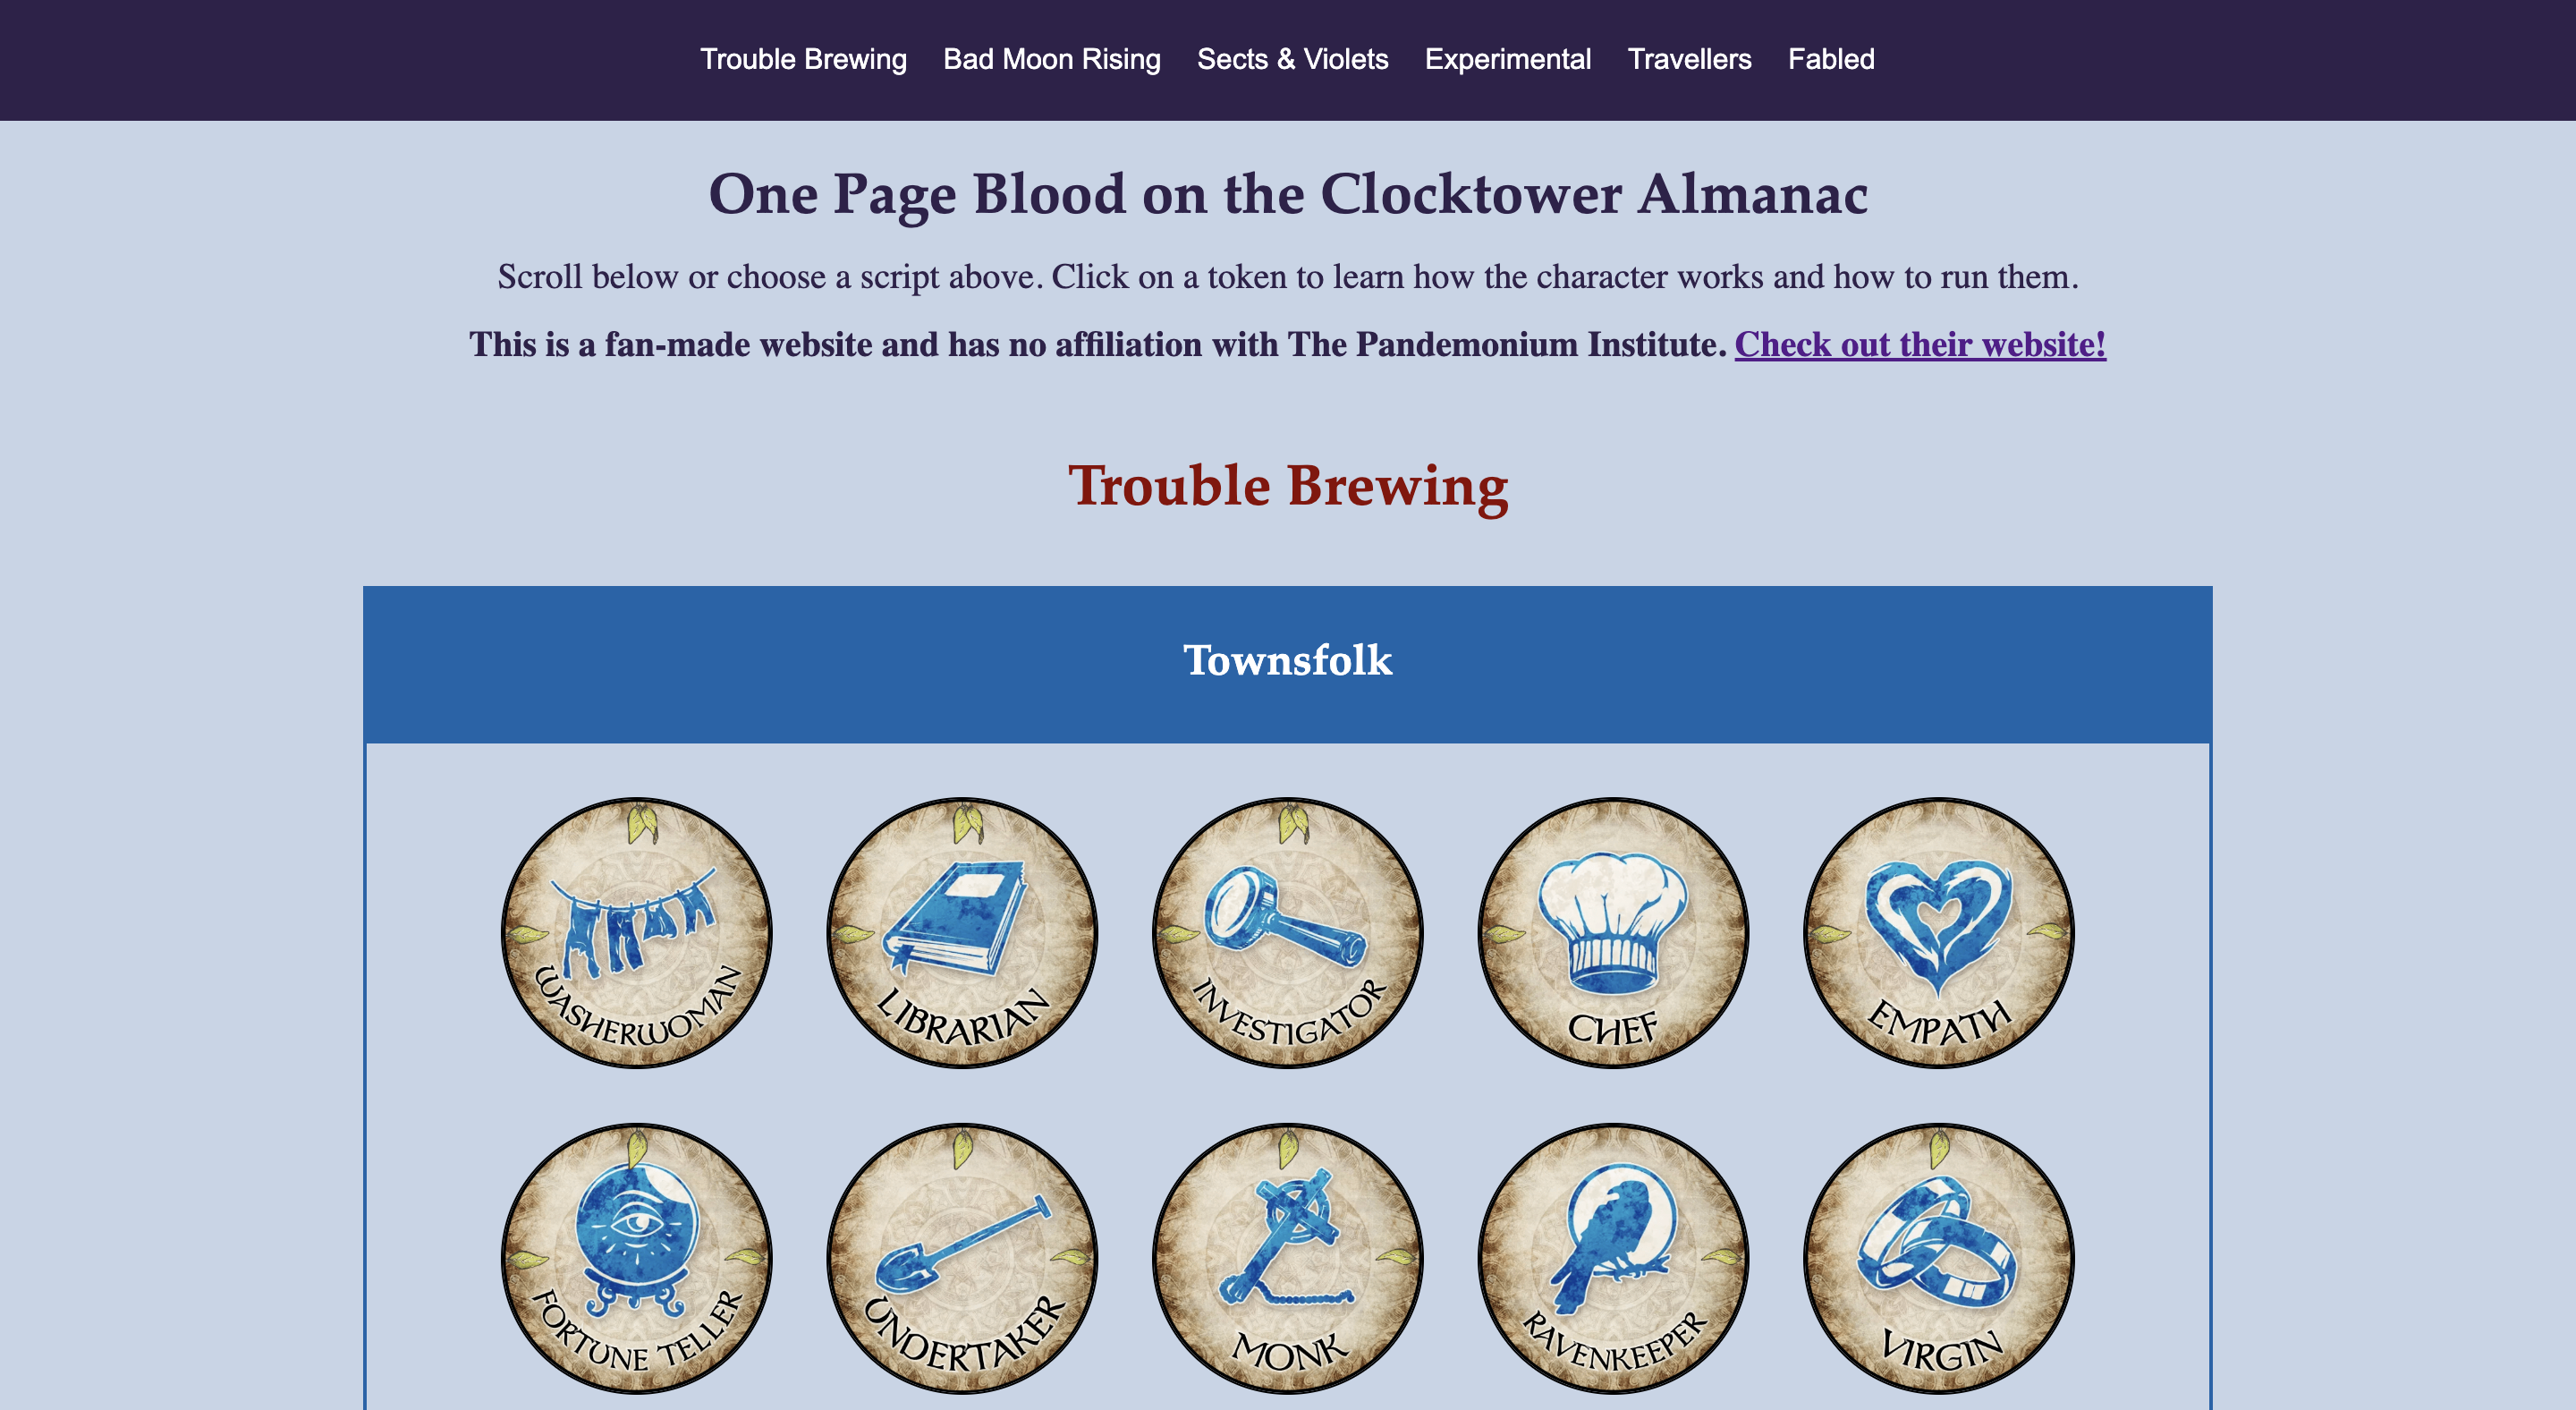 Trouble Brewing Bad Moon Rising Sects & Violets Experimental Travellers Fabled
One Page Blood on the Clocktower Almanac
Scroll below or choose a script above. Click on a token to learn how the character works and how to run them.
This is a fan-made website and has no affiliation with The Pandemonium Institute. Check out their website!
Trouble Brewing
Townsfolk
WASHERWOMAN
LIBRARIAN
INVESTIGATOR
CHEF
EMPATH
FORTUNE TELLER
UNDERTAKER
MONK
RAVENKEEPER
VIRGIN